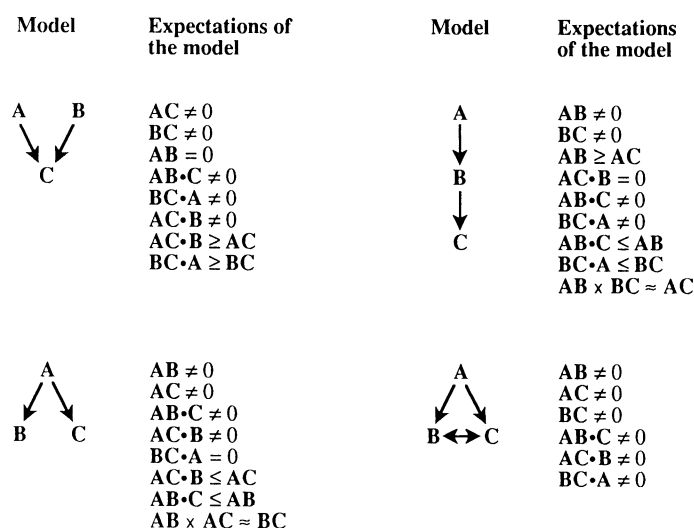 Model Expectations of the model
A B
C
AC ≠ 0
BC ≠ 0
AB = 0
AB•C ≠ 0
BC•A ≠ 0
AC•B ≠ 0
AC•B ≥ AC
BC•A ≥ BC
Model Expectations of the model
A
B
C
AB ≠ 0
BC ≠ 0
AB ≥ AC
AC•B = 0
AB•C ≠ 0
BC•A ≠ 0
AB•C ≤ AB
BC•A ≤ BC
AB x BC ≈ AC
A
B C
AB ≠ 0
AC ≠ 0
AB•C ≠ 0
AC•B ≠ 0
BC•A = 0
AC•B ≤ AC
AB•C ≤ AB
AB x AC ≈ BC
A
B C
AB ≠ 0
AC ≠ 0
BC ≠ 0
AB•C ≠ 0
AC•B ≠ 0
BC•A ≠ 0